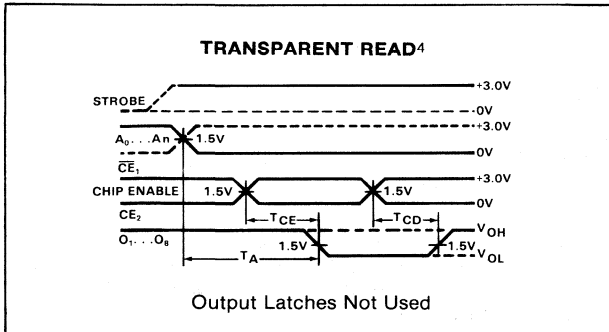 TRANSPARENT READ4
+3.0V
STROBE
0V
+3.0V
A0...An
1.5V
0V
CE1
+3.0V
CHIP ENABLE
1.5V
1.5V
0V
CE2
TCE
TCD
O1...O8
VOH
1.5V
1.5V
TA
VOL
Output Latches Not Used